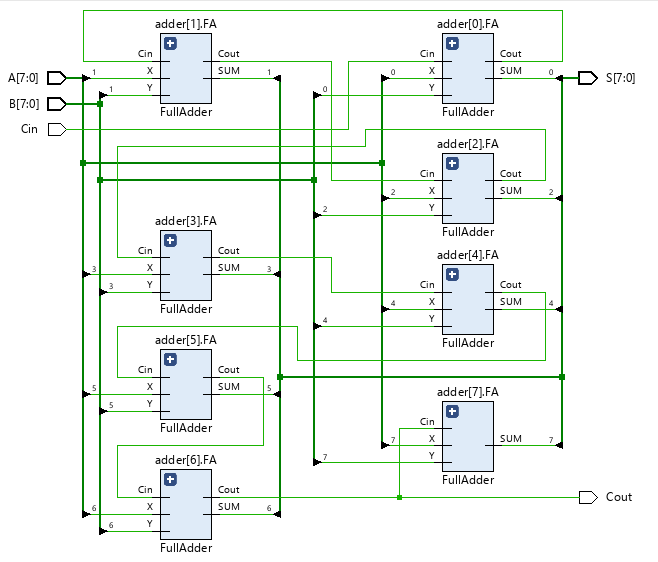 adder[1].FA
Cin Cout
X SUM
Y
FullAdder
1
1
1
adder[0].FA
Cin Cout
X SUM
Y
FullAdder
0
0
0
A[7:0]
B[7:0]
Cin
S[7:0]
adder[2].FA
Cin Cout
X SUM
Y
FullAdder
2
2
2
adder[3].FA
Cin Cout
X SUM
Y
FullAdder
3
3
3
adder[4].FA
Cin Cout
X SUM
Y
FullAdder
4
4
4
adder[5].FA
Cin Cout
X SUM
Y
FullAdder
5
5
5
adder[7].FA
Cin
X SUM
Y
FullAdder
7
7
7
adder[6].FA
Cin Cout
X SUM
Y
FullAdder
6
6
6
Cout